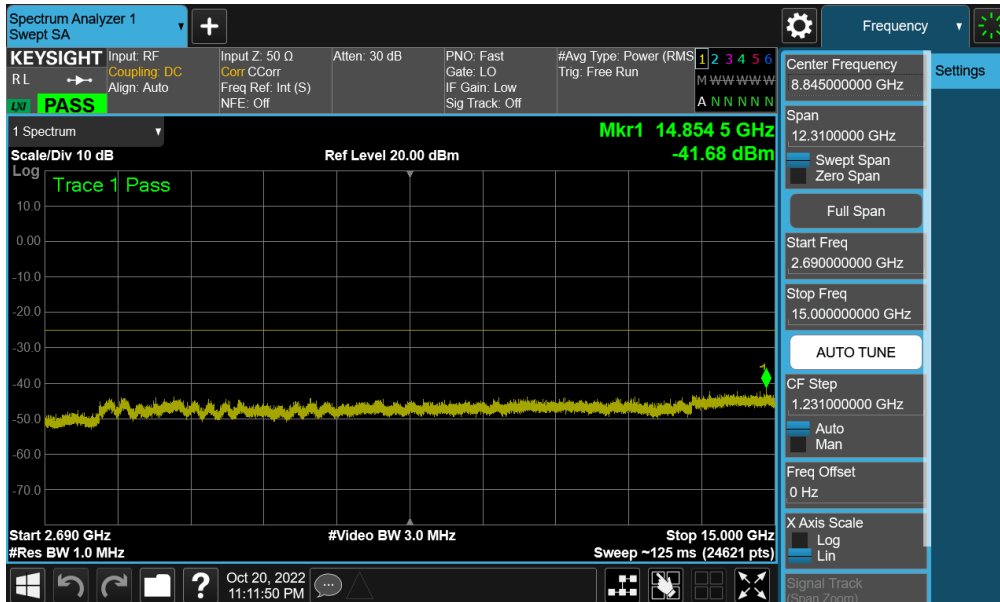 Spectrum Analyzer 1
Swept SA
Frequency
KEYSIGHT
R L
LXI
PASS
Input: RF
Coupling: DC
Align: Auto
Input Z: 50 Ω
Corr CCorr
Freq Ref: Int (S)
NFE: Off
Atten: 30 dB
PNO: Fast
Gate: LO
IF Gain: Low
Sig Track: Off
#Avg Type: Power (RMS
Trig: Free Run
1 2 3 4 5 6
M W W W W W
A N N N N N
1 Spectrum
Mkr1 14.854 5 GHz
Scale/Div 10 dB
Ref Level 20.00 dBm
-41.68 dBm
Log
Trace 1 Pass
10.0
0.00
-10.0
-20.0
-30.0
1
-40.0
-50.0
-60.0
-70.0
Start 2.690 GHz
#Video BW 3.0 MHz
Stop 15.000 GHz
#Res BW 1.0 MHz
Sweep ~125 ms (24621 pts)
Oct 20, 2022
11:11:50 PM
Center Frequency
8.845000000 GHz
Settings
Span
12.3100000 GHz
Swept Span
Zero Span
Full Span
Start Freq
2.690000000 GHz
Stop Freq
15.000000000 GHz
AUTO TUNE
CF Step
1.231000000 GHz
Auto
Man
Freq Offset
0 Hz
X Axis Scale
Log
Lin
Signal Track
(Span Zoom)